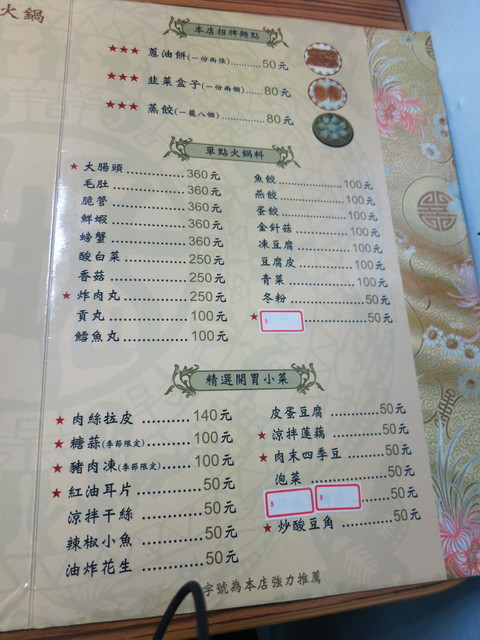 火鍋
本店招牌麵點
★★★ 蔥油餅(一份兩張)..........50元
★★★ 韭菜盒子(一份兩個)......80元
★★★ 蒸餃(一籠八個)..............80元
單點火鍋料
★ 大腸頭..............360元
毛肚..................360元
脆管..................360元
鮮蝦..................360元
螃蟹..................360元
酸白菜..............250元
香菇..................250元
★ 炸肉丸..............250元
貢丸..................100元
鱈魚丸..............100元
魚餃..................100元
燕餃..................100元
蛋餃..................100元
金針菇..............100元
凍豆腐..............100元
豆腐皮..............100元
青菜..................100元
冬粉..................50元
★ ..................50元
精選開胃小菜
★ 肉絲拉皮..........140元
★ 糖蒜(季節限定)........100元
★ 豬肉凍(季節限定)......100元
★ 紅油耳片............50元
涼拌干絲............50元
辣椒小魚............50元
油炸花生............50元
皮蛋豆腐............50元
★ 涼拌蓮藕............50元
★ 肉末四季豆........50元
泡菜..................50元
......50元
★ 炒酸豆角............50元
字號為本店強力推薦